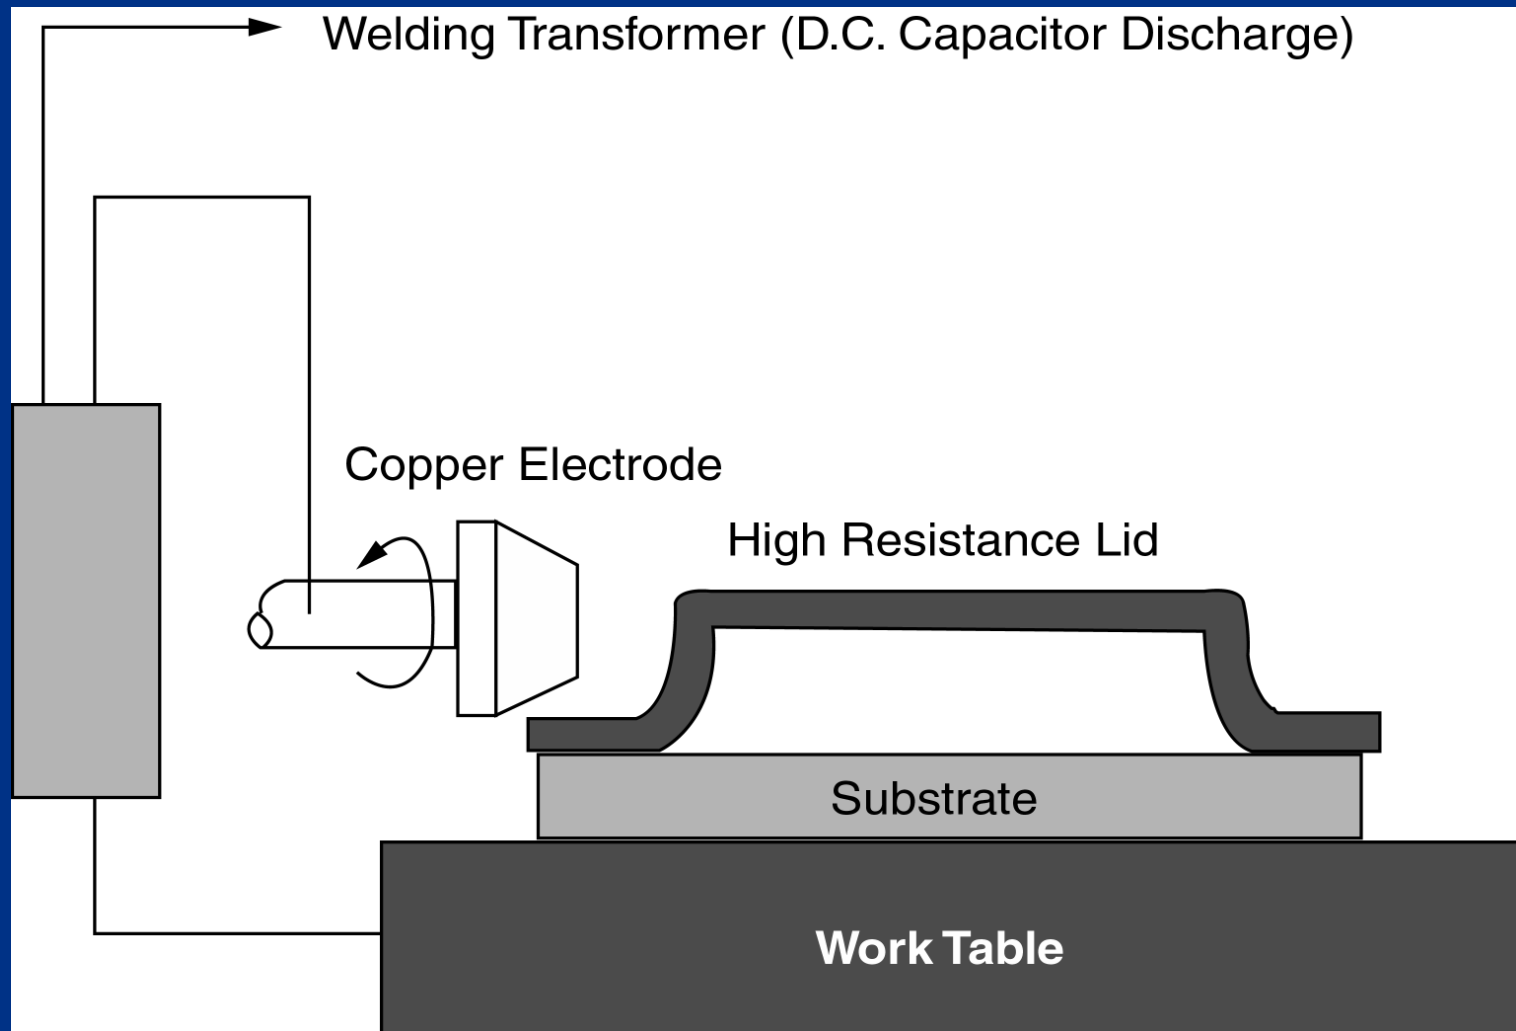 Welding Transformer (D.C. Capacitor Discharge)
Copper Electrode
High Resistance Lid
Substrate
Work Table